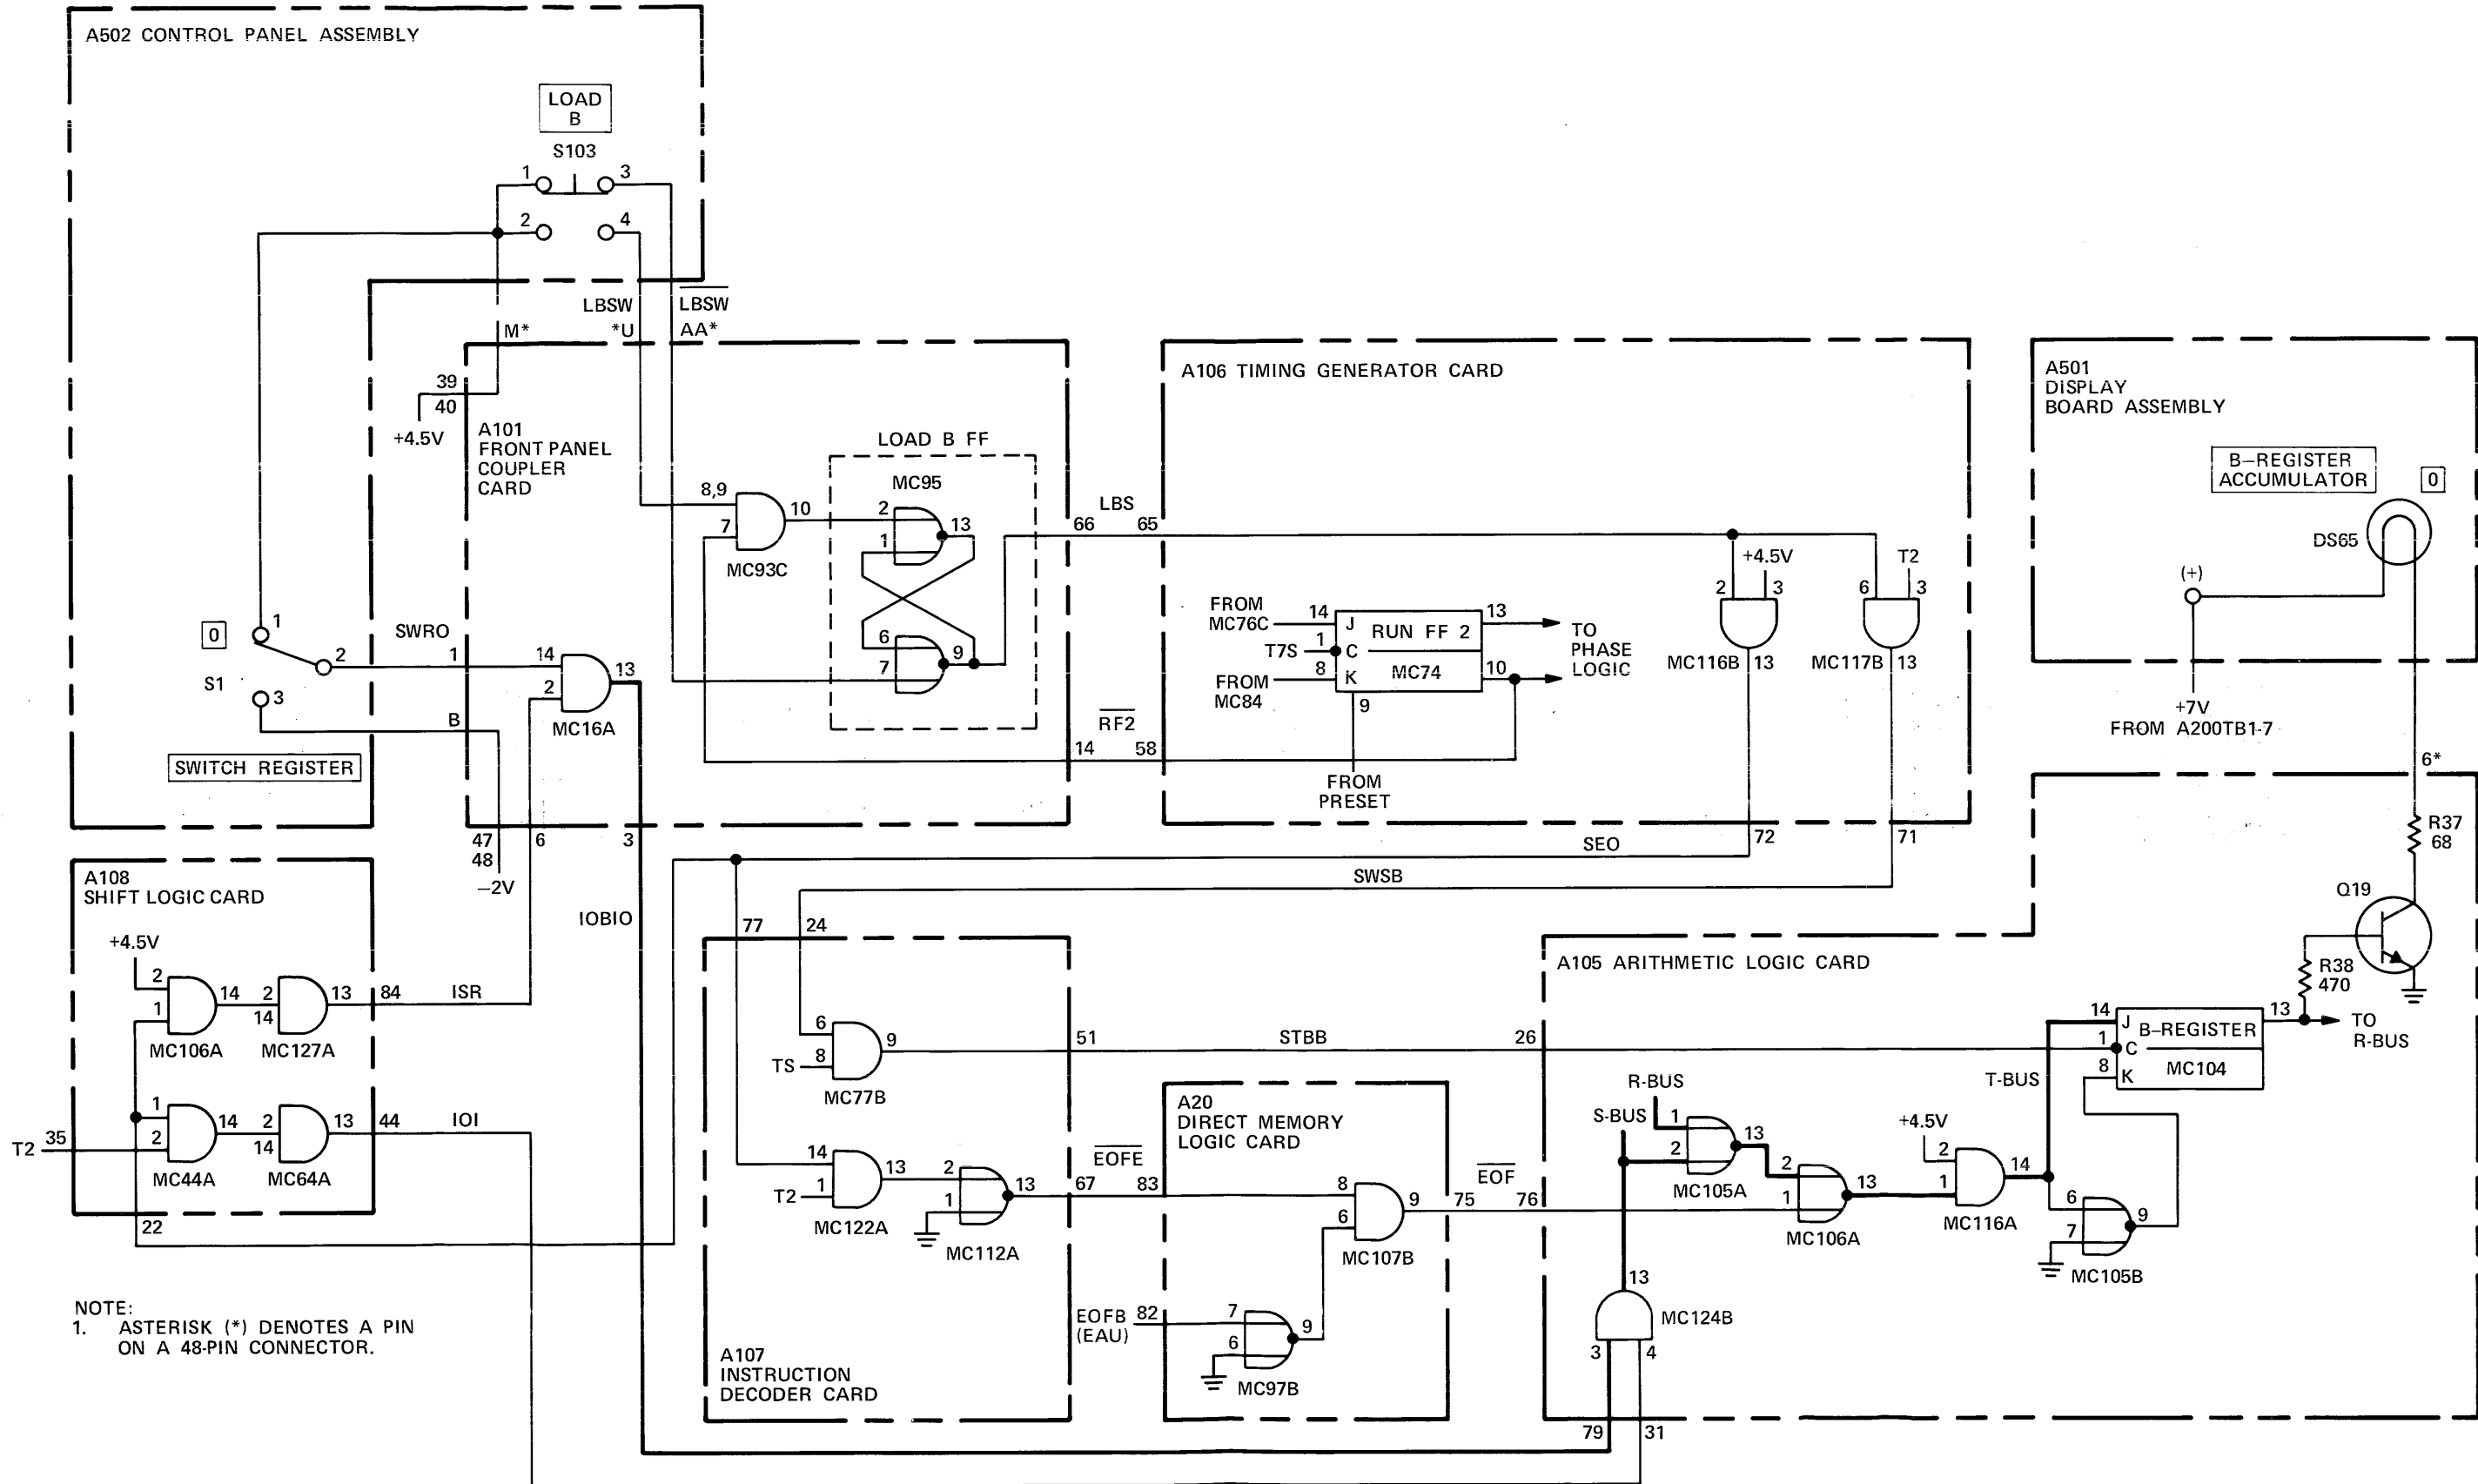 A502 CONTROL PANEL ASSEMBLY
LOAD
B
S103
1
3
2
4
LBSW
LBSW
M*
*U
AA*
39
40
+4.5V
A101
FRONT PANEL
COUPLER
CARD
LOAD B FF
MC95
8,9
7
10
MC93C
2
1
13
6
7
9
66
LBS
65
RF2
14
58
0
1
2
S1
3
SWRO
1
14
2
13
MC16A
B
SWITCH REGISTER
47
48
−2V
6
3
A106 TIMING GENERATOR CARD
FROM
MC76C
14
J
RUN FF 2
13
T7S
1
C
FROM
MC84
8
K
MC74
10
9
TO
PHASE
LOGIC
FROM
PRESET
+4.5V
2
3
MC116B
13
T2
6
3
MC117B
13
72
71
SEO
SWSB
A501
DISPLAY
BOARD ASSEMBLY
B–REGISTER
ACCUMULATOR
0
DS65
(+)
+7V
FROM A200TB1-7
6*
R37
68
Q19
R38
470
A108
SHIFT LOGIC CARD
+4.5V
2
1
14
2
14
13
84
ISR
MC106A
MC127A
1
2
14
2
14
13
44
IOI
T2
35
MC44A
MC64A
22
IOBIO
77
24
6
8
9
TS
MC77B
51
STBB
26
14
1
13
T2
MC122A
2
1
13
MC112A
EOFE
67
83
A107
INSTRUCTION
DECODER CARD
A20
DIRECT MEMORY
LOGIC CARD
8
6
9
MC107B
75
EOF
76
EOFB
(EAU)
82
7
6
9
MC97B
A105 ARITHMETIC LOGIC CARD
R-BUS
S-BUS
1
2
13
MC105A
2
1
13
MC106A
+4.5V
2
1
14
MC116A
T-BUS
14
J
B–REGISTER
13
1
C
8
K
MC104
TO
R-BUS
6
7
9
MC105B
13
MC124B
3
4
79
31
NOTE:
1. ASTERISK (*) DENOTES A PIN
ON A 48-PIN CONNECTOR.